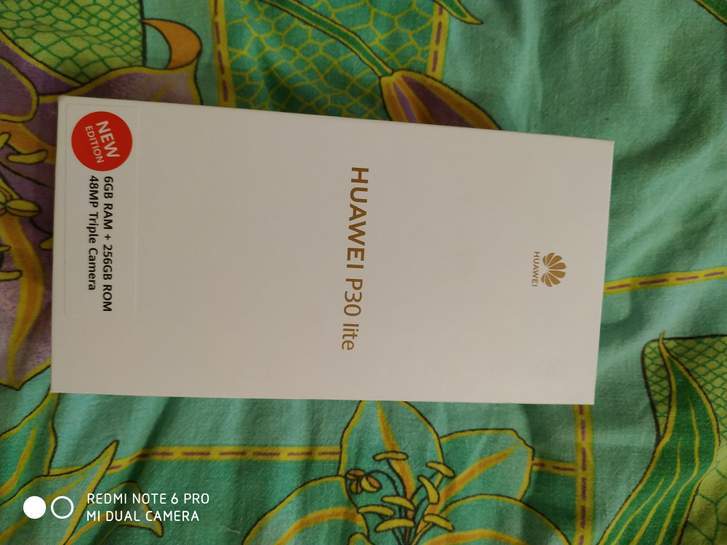 HUAWEI
HUAWEI P30 lite
NEW
EDITION
6GB RAM + 256GB ROM
48MP Triple Camera
REDMI NOTE 6 PRO
MI DUAL CAMERA